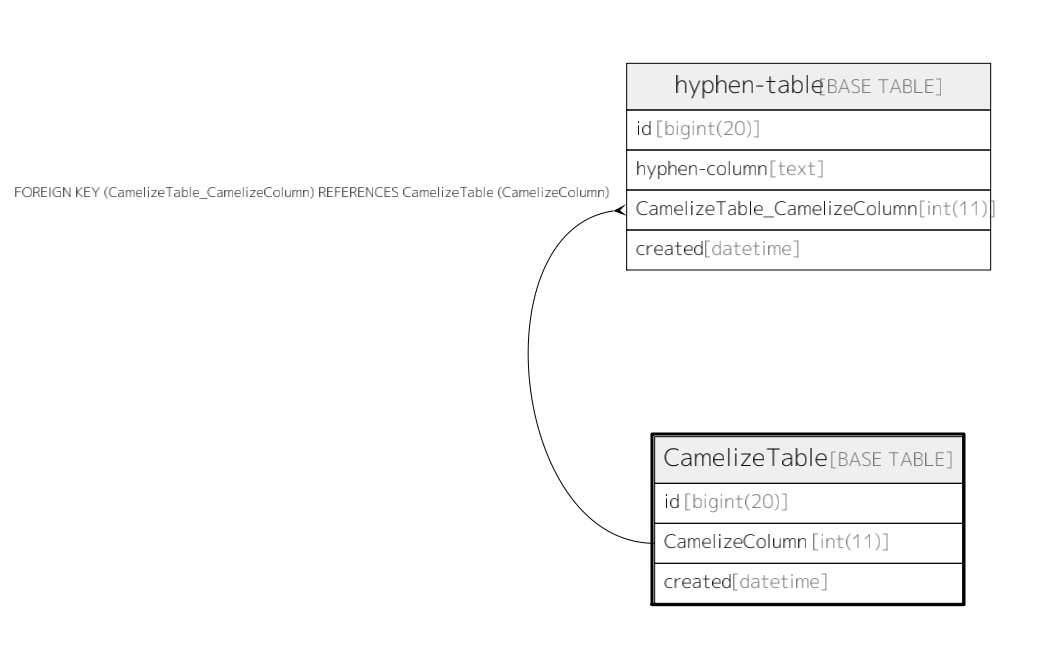 hyphen-table [BASE TABLE]
id [bigint(20)]
hyphen-column [text]
FOREIGN KEY (CamelizeTable_CamelizeColumn) REFERENCES CamelizeTable (CamelizeColumn)
CamelizeTable_CamelizeColumn [int(11)]
created [datetime]
CamelizeTable [BASE TABLE]
id [bigint(20)]
CamelizeColumn [int(11)]
created [datetime]